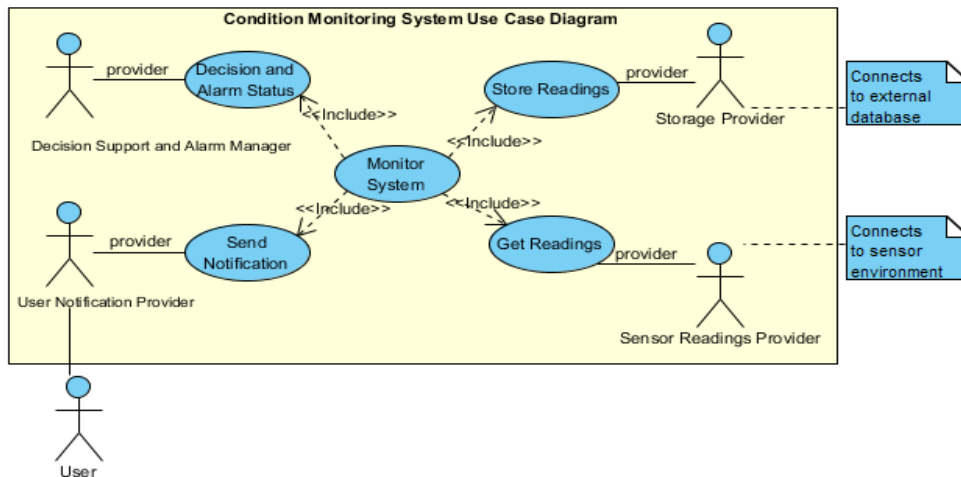 Condition Monitoring System Use Case Diagram
provider
Decision and
Alarm Status
Decision Support and Alarm Manager
<<Include>>
Store Readings
provider
Storage Provider
Connects
to external
database
<<Include>>
Monitor
System
<<Include>>
<<Include>>
provider
Send
Notification
User Notification Provider
Get Readings
provider
Sensor Readings Provider
Connects
to sensor
environment
User